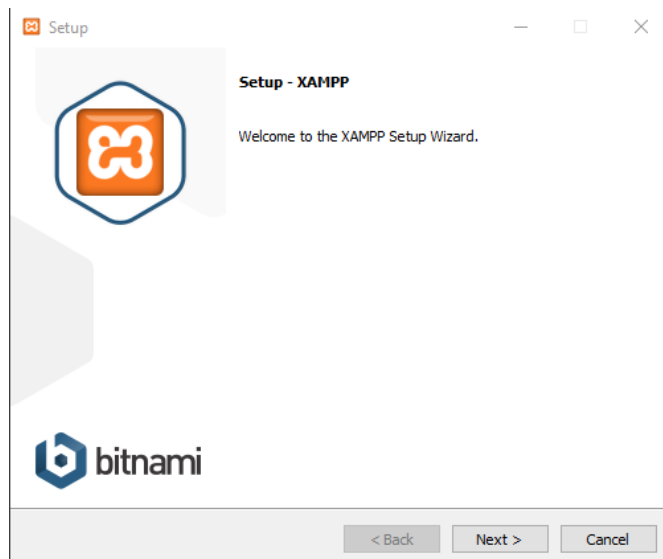 Setup
Setup - XAMPP
Welcome to the XAMPP Setup Wizard.
bitnami
< Back
Next >
Cancel